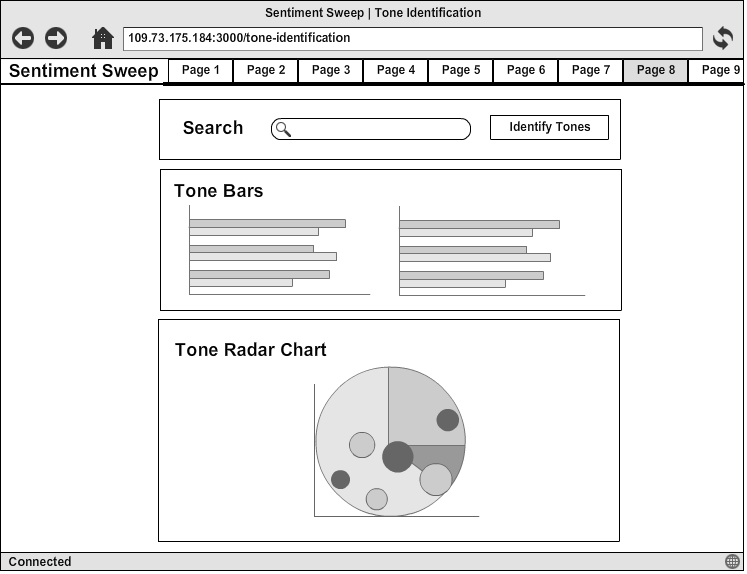 Sentiment Sweep | Tone Identification
109.73.175.184:3000/tone-identification
Sentiment Sweep Page 1 Page 2 Page 3 Page 4 Page 5 Page 6 Page 7 Page 8 Page 9
Search Identify Tones
Tone Bars
Tone Radar Chart
Connected